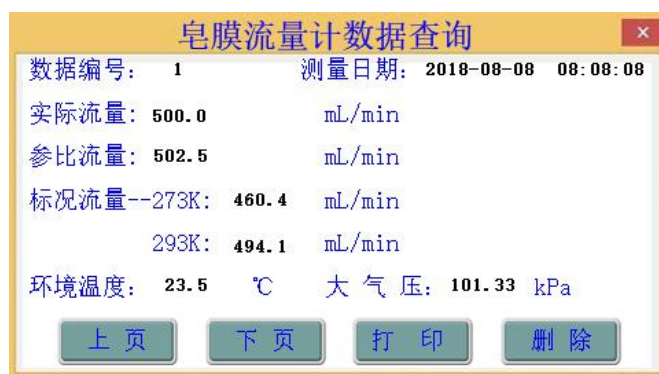 皂膜流量计数据查询
数据编号: 1 测量日期: 2018-08-08 08:08:08
实际流量: 500.0 mL/min
参比流量: 502.5 mL/min
标况流量--273K: 460.4 mL/min
293K: 494.1 mL/min
环境温度: 23.5 ℃ 大气压: 101.33 kPa
上页 下页 打印 删除